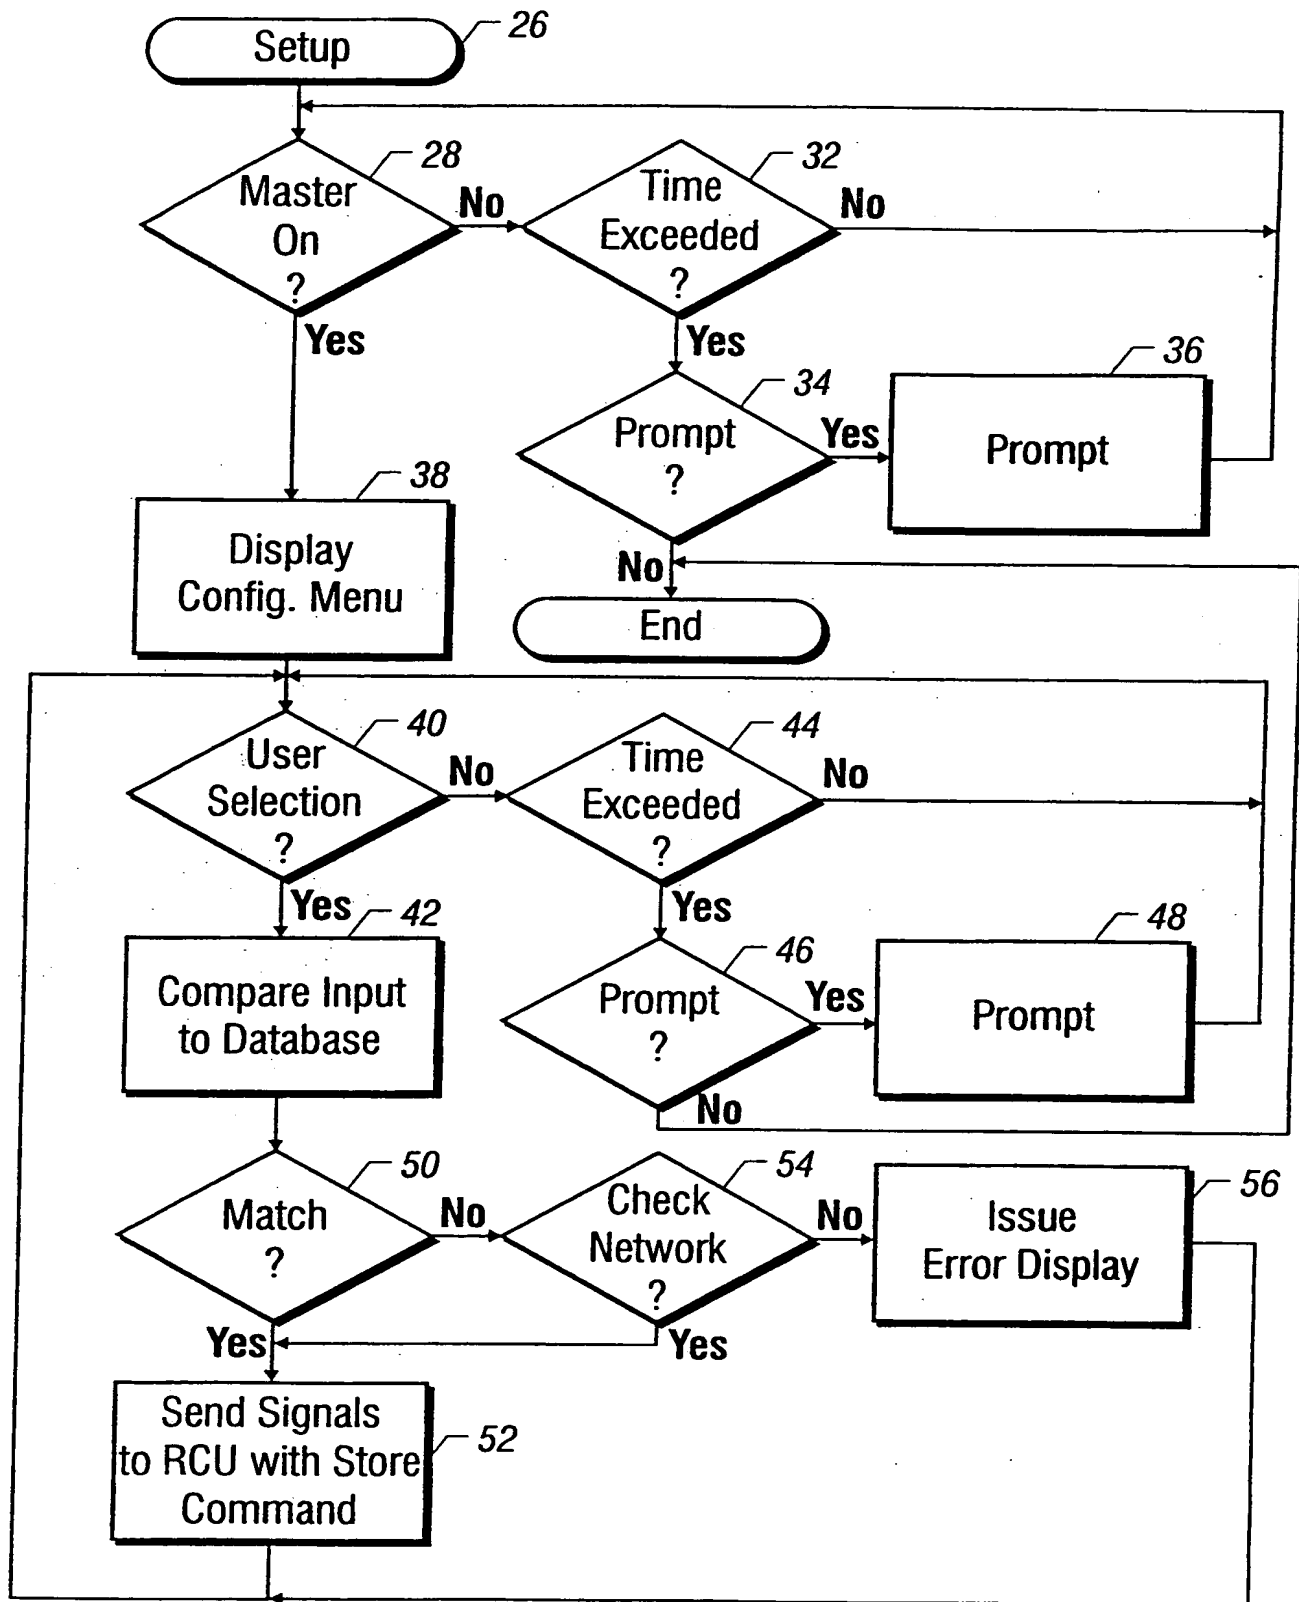 Setup
26
Master
On
?
28
No
Time
Exceeded
?
32
No
Yes
Yes
Prompt
?
34
Yes
Prompt
36
No
End
Display
Config. Menu
38
User
Selection
?
40
No
Time
Exceeded
?
44
No
Yes
Yes
Compare Input
to Database
42
Prompt
?
46
Yes
Prompt
48
No
Match
?
50
No
Check
Network
?
54
No
Issue
Error Display
56
Yes
Yes
Send Signals
to RCU with Store
Command
52